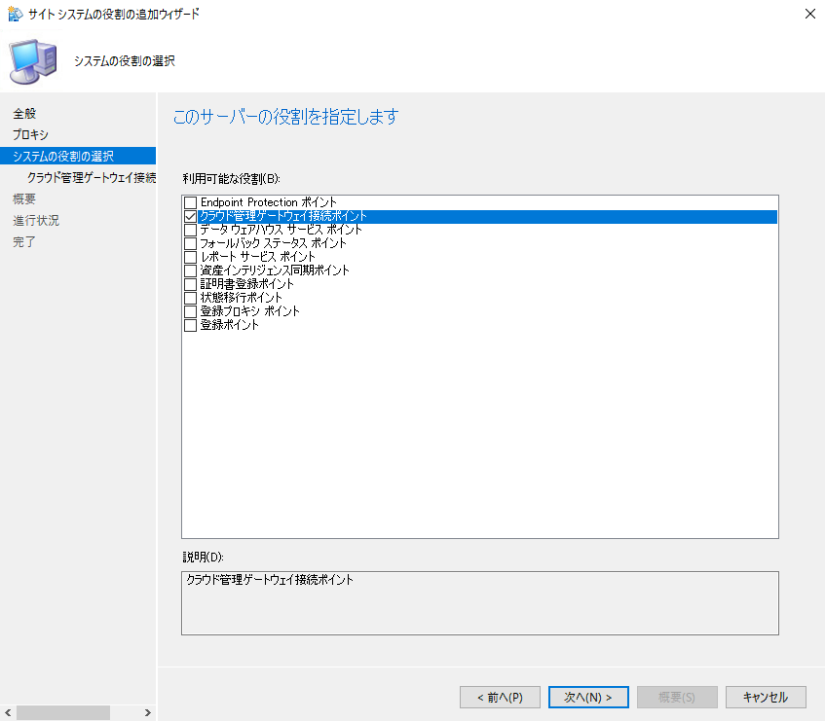 サイト システムの役割の追加ウィザード
システムの役割の選択
全般
プロキシ
システムの役割の選択
クラウド管理ゲートウェイ接続
概要
進行状況
完了
このサーバーの役割を指定します
利用可能な役割(B):
Endpoint Protection ポイント
クラウド管理ゲートウェイ接続ポイント
データ ウェアハウス サービス ポイント
フォールバック ステータス ポイント
レポート サービス ポイント
資産インテリジェンス同期ポイント
証明書登録ポイント
状態移行ポイント
登録プロキシ ポイント
登録ポイント
説明(D):
クラウド管理ゲートウェイ接続ポイント
< 前へ(P)
次へ(N) >
概要(S)
キャンセル